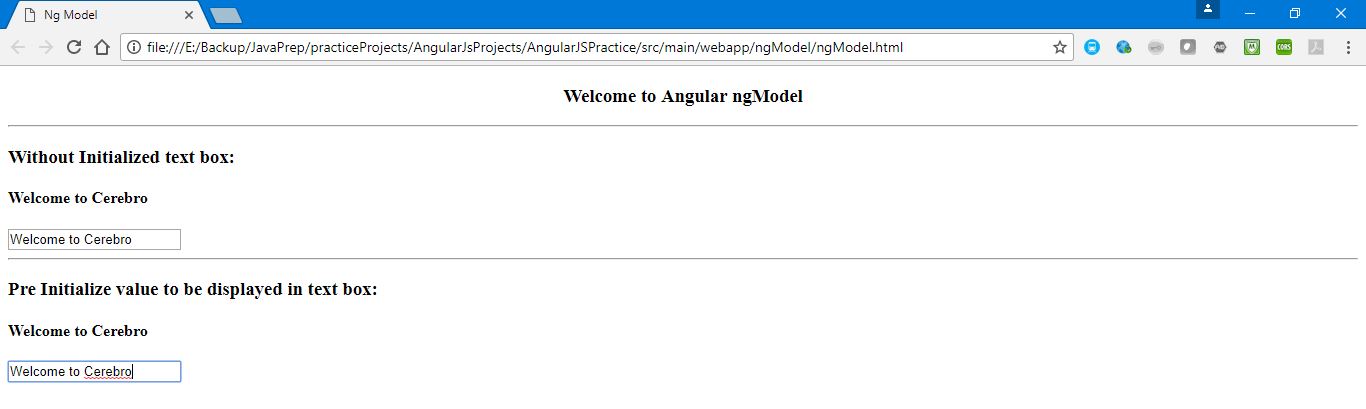 Ng Model
file:///E:/Backup/JavaPrep/practiceProjects/AngularJsProjects/AngularJSPractice/src/main/webapp/ngModel/ngModel.html
CORS
Welcome to Angular ngModel
Without Initialized text box:
Welcome to Cerebro
Welcome to Cerebro
Pre Initialize value to be displayed in text box:
Welcome to Cerebro
Welcome to Cerebro